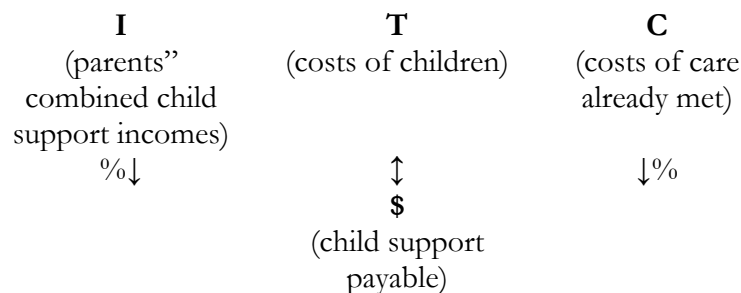 I
(parents”
combined child
support incomes)
%↓
T
(costs of children)
↕
$
(child support
payable)
C
(costs of care
already met)
↓%